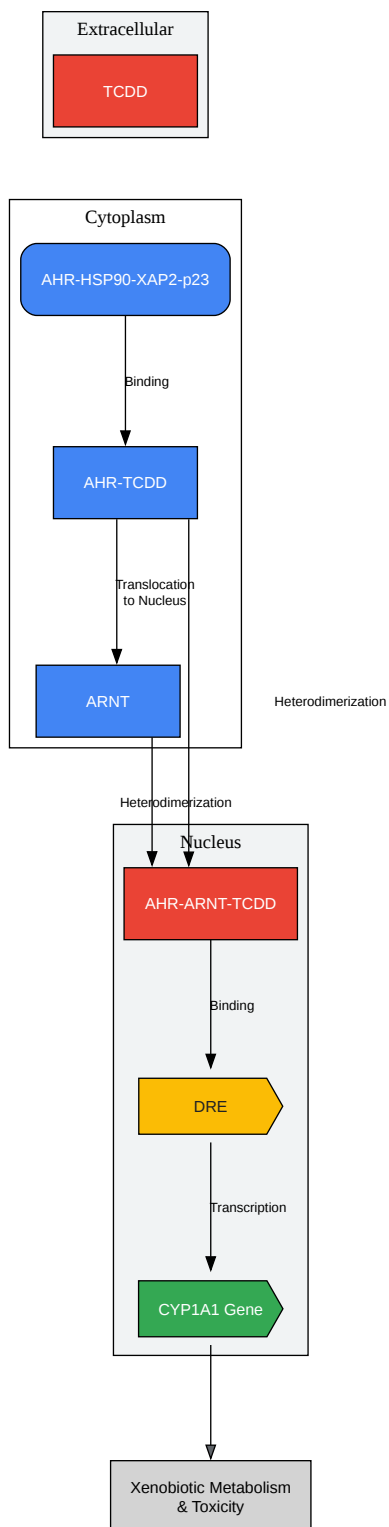 Extracellular
TCDD
Cytoplasm
AHR-HSP90-XAP2-p23
Binding
AHR-TCDD
Translocation
to Nucleus
ARNT
Heterodimerization
Heterodimerization
Nucleus
AHR-ARNT-TCDD
Binding
DRE
Transcription
CYP1A1 Gene
Xenobiotic Metabolism
& Toxicity